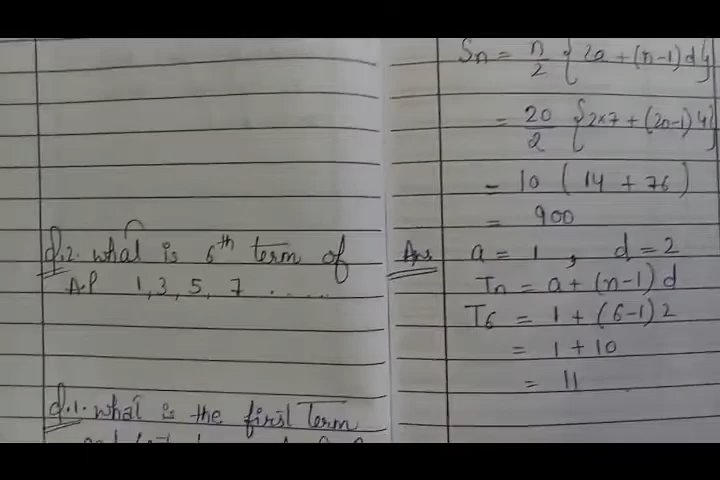 Sn = n/2 {2a + (n-1) d}
= 20/2 {2×7 + (20-1) 4}
= 10 ( 14 + 76 )
= 900
Q.2. what is 6th term of
A.P 1, 3, 5, 7 ......
Ans a = 1 , d = 2
Tn = a + (n-1) d
T6 = 1 + (6-1) 2
= 1 + 10
= 11
Q.1. what is the first Term